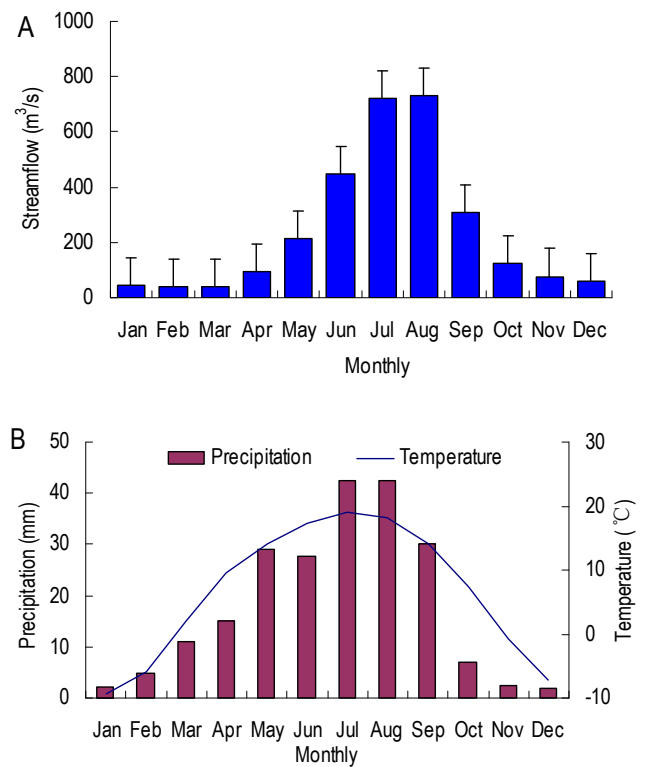 A
1000
800
600
400
200
0
Streamflow (m³/s)
Jan Feb Mar Apr May Jun Jul Aug Sep Oct Nov Dec
Monthly
B
50
40
30
20
10
0
Precipitation (mm)
Precipitation
Temperature
30
20
10
0
-10
Temperature (℃)
Jan Feb Mar Apr May Jun Jul Aug Sep Oct Nov Dec
Monthly